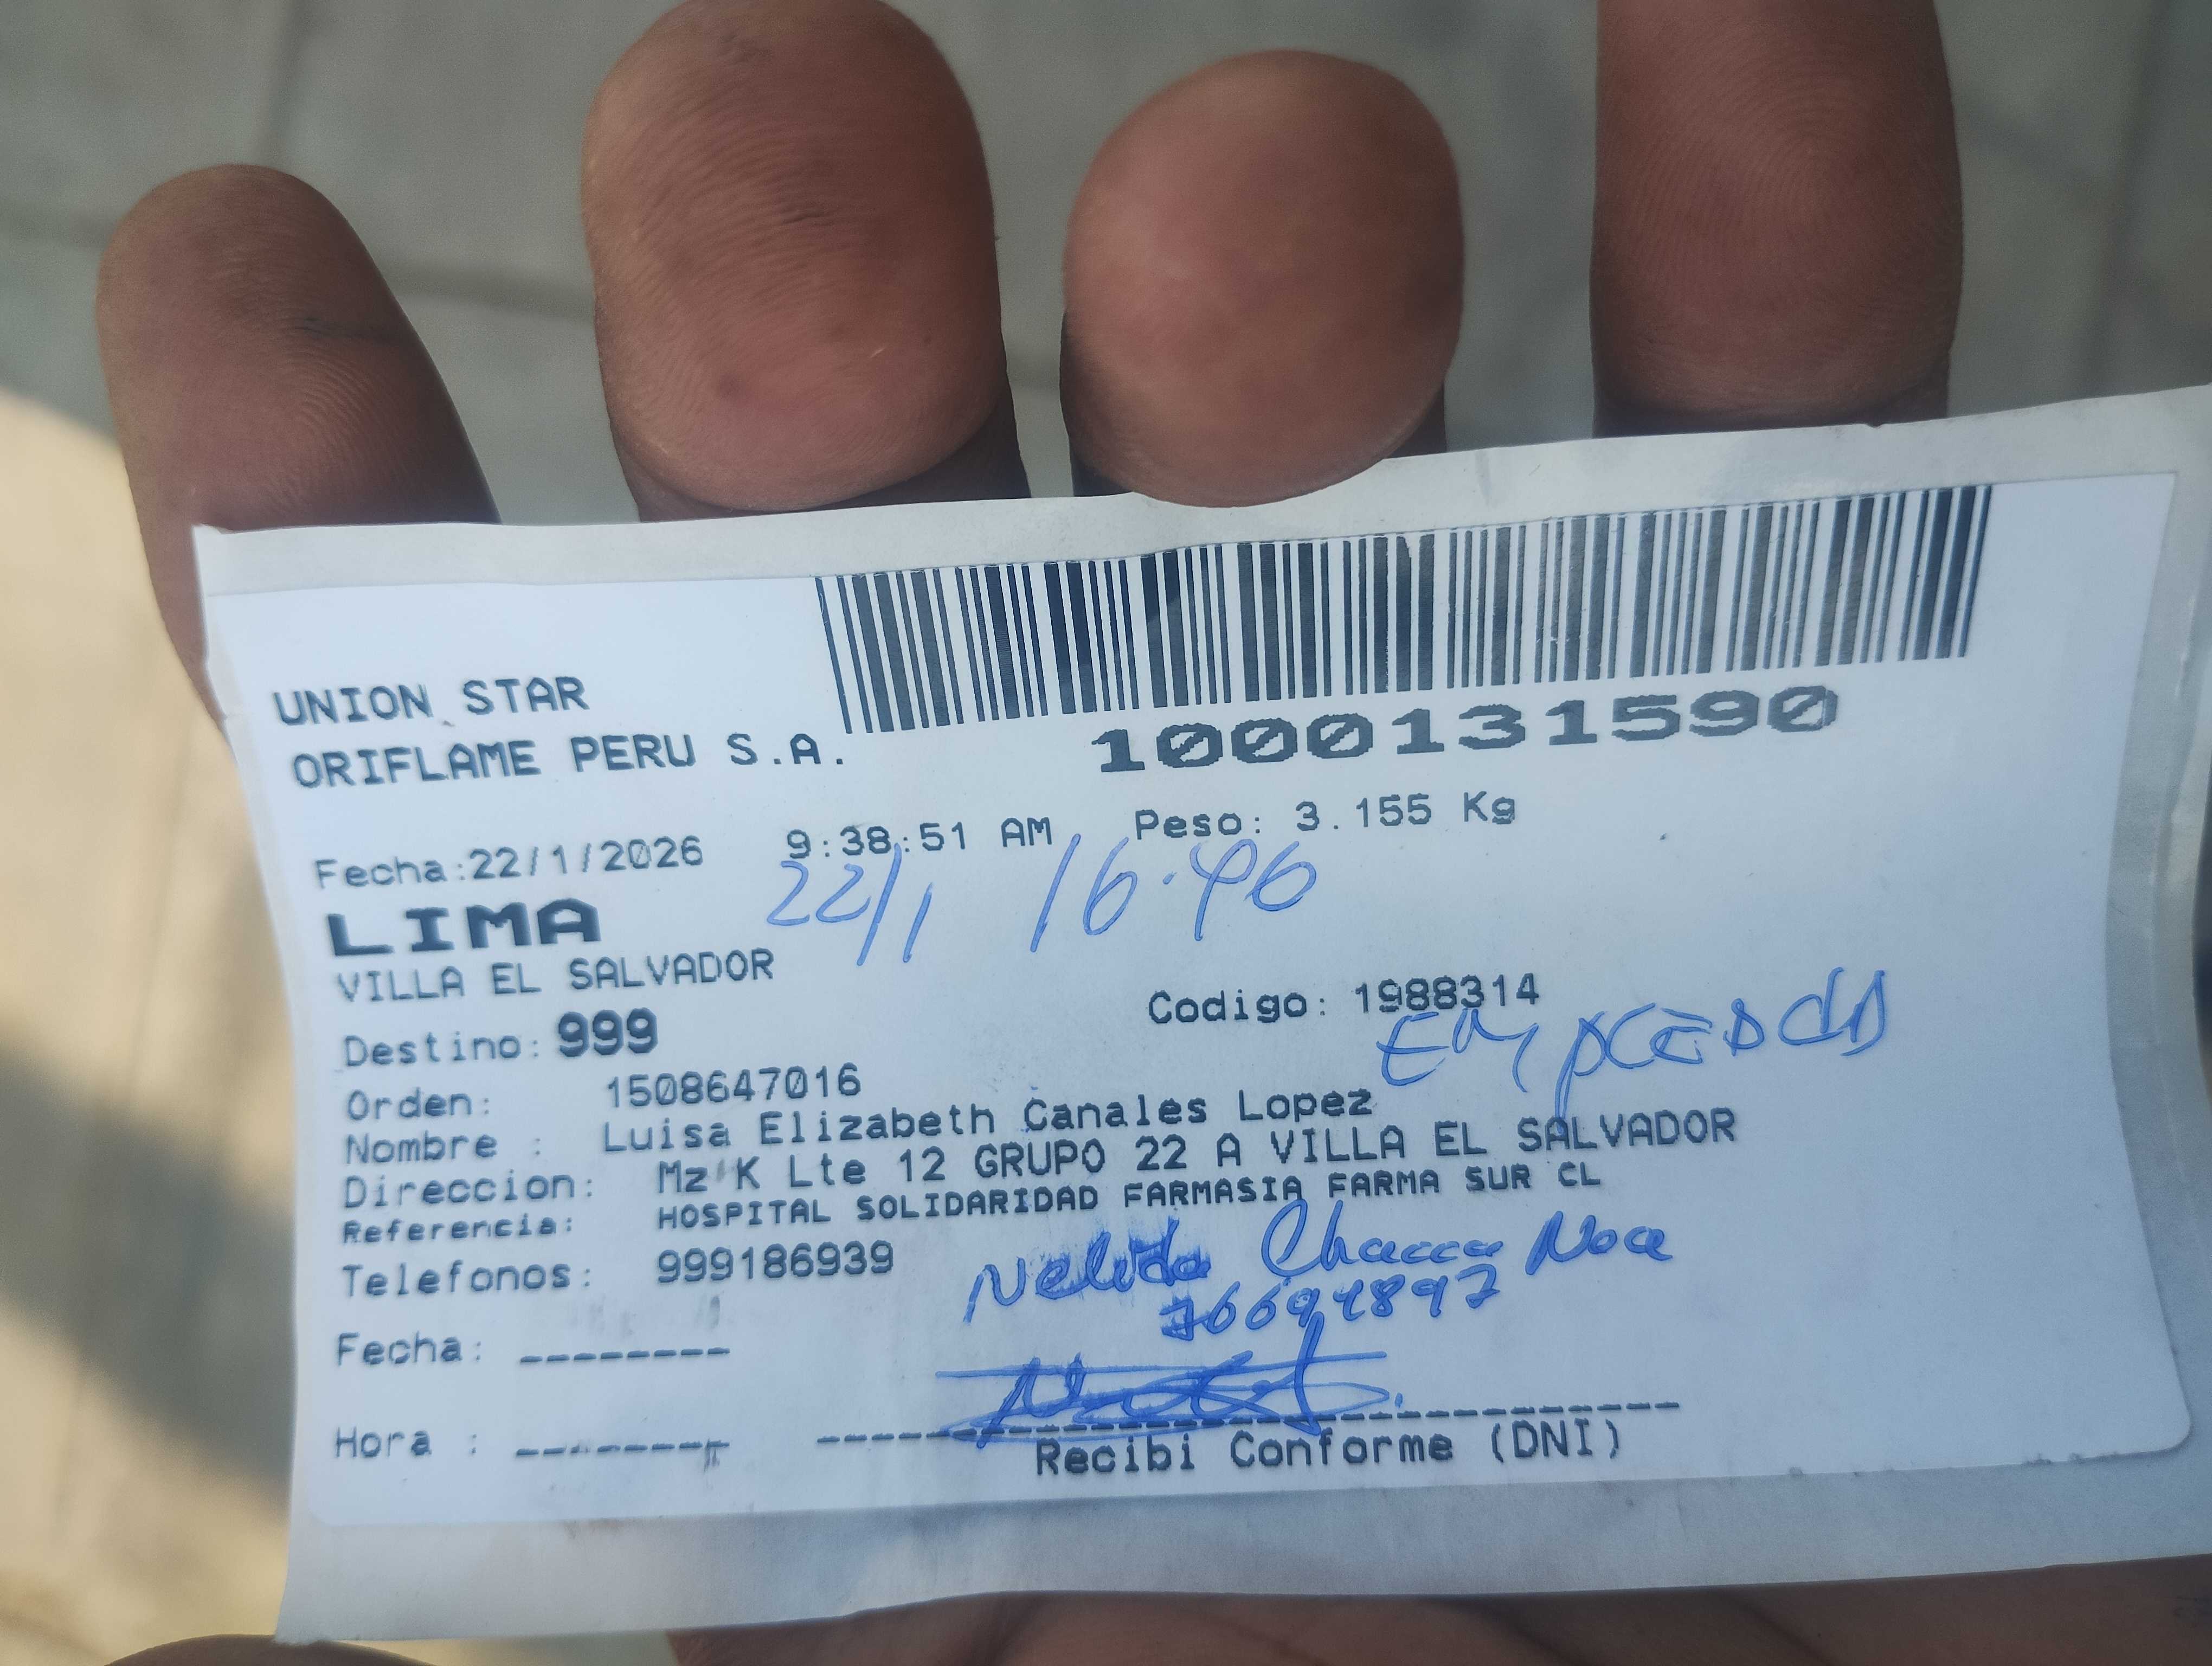 UNION STAR
ORIFLAME PERU S.A.
1000131590
Fecha:22/1/2026 9:38:51 AM Peso: 3.155 Kg
22/1 16:46
LIMA
VILLA EL SALVADOR
Destino: 999 Codigo: 1988314
Orden: 1508647016
Nombre : Luisa Elizabeth Canales Lopez
Direccion: Mz K Lte 12 GRUPO 22 A VILLA EL SALVADOR
Referencia: HOSPITAL SOLIDARIDAD FARMASIA FARMA SUR CL
Telefonos: 999186939
Nelida Noa
Fecha: --------
Hora : --------
Recibi Conforme (DNI)